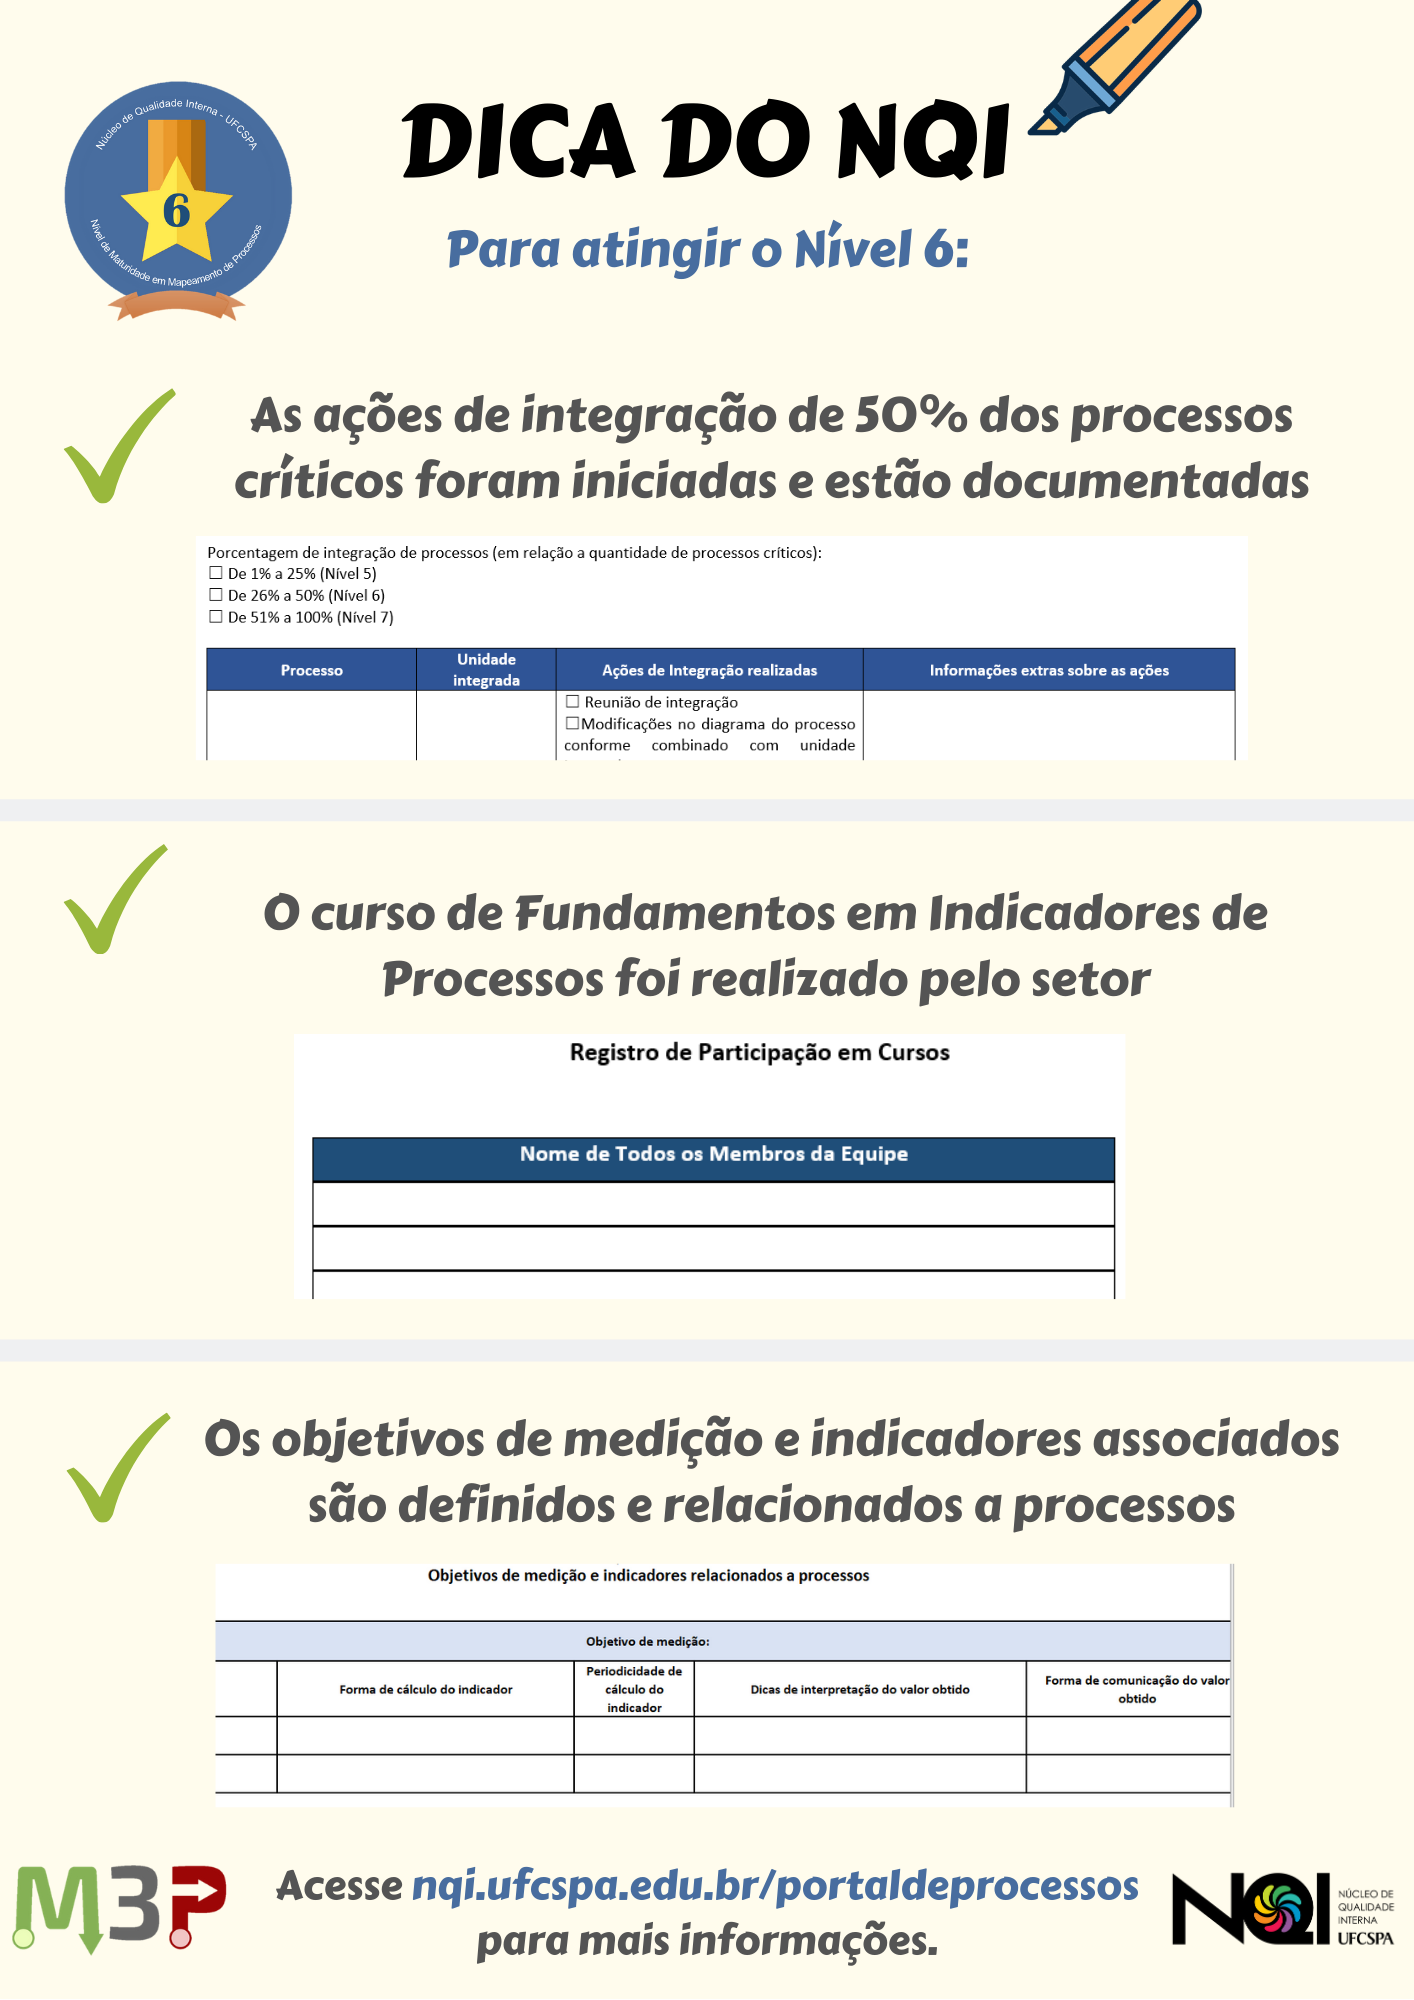 Núcleo de Qualidade Interna - UFCSPA
6
Nível de Maturidade em Mapeamento de Processos
DICA DO NQI
Para atingir o Nível 6:
As ações de integração de 50% dos processos
críticos foram iniciadas e estão documentadas
Porcentagem de integração de processos (em relação a quantidade de processos críticos):
☐ De 1% a 25% (Nível 5)
☐ De 26% a 50% (Nível 6)
☐ De 51% a 100% (Nível 7)
Processo
Unidade
integrada
Ações de Integração realizadas
Informações extras sobre as ações
☐ Reunião de integração
☐Modificações no diagrama do processo
conforme combinado com unidade
O curso de Fundamentos em Indicadores de
Processos foi realizado pelo setor
Registro de Participação em Cursos
Nome de Todos os Membros da Equipe
Os objetivos de medição e indicadores associados
são definidos e relacionados a processos
Objetivos de medição e indicadores relacionados a processos
Objetivo de medição:
Forma de cálculo do indicador
Periodicidade de
cálculo do
indicador
Dicas de interpretação do valor obtido
Forma de comunicação do valor
obtido
M3P
Acesse nqi.ufcspa.edu.br/portaldeprocessos
para mais informações.
NQI
NÚCLEO DE
QUALIDADE
INTERNA
UFCSPA